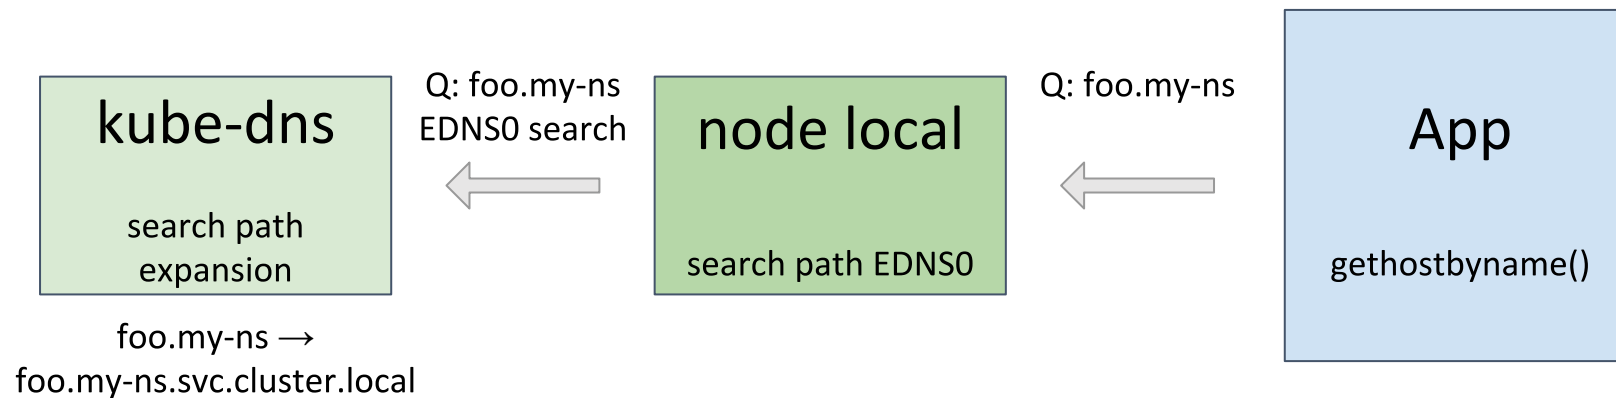 kube-dns
search path
expansion
foo.my-ns →
foo.my-ns.svc.cluster.local
Q: foo.my-ns
EDNS0 search
node local
search path EDNS0
Q: foo.my-ns
App
gethostbyname()